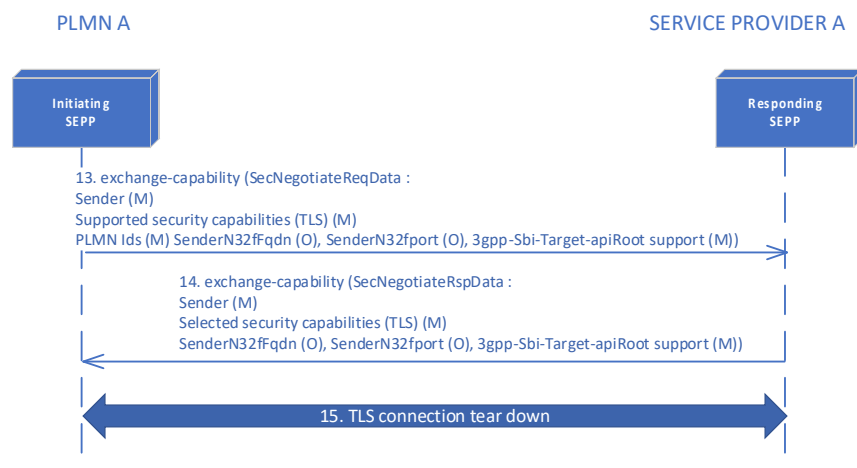 PLMN A
SERVICE PROVIDER A
Initiating
SEPP
Responding
SEPP
13. exchange-capability (SecNegotiateReqData :
Sender (M)
Supported security capabilities (TLS) (M)
PLMN Ids (M) SenderN32fFqdn (O), SenderN32fport (O), 3gpp-Sbi-Target-apiRoot support (M))
14. exchange-capability (SecNegotiateRspData :
Sender (M)
Selected security capabilities (TLS) (M)
SenderN32fFqdn (O), SenderN32fport (O), 3gpp-Sbi-Target-apiRoot support (M))
15. TLS connection tear down